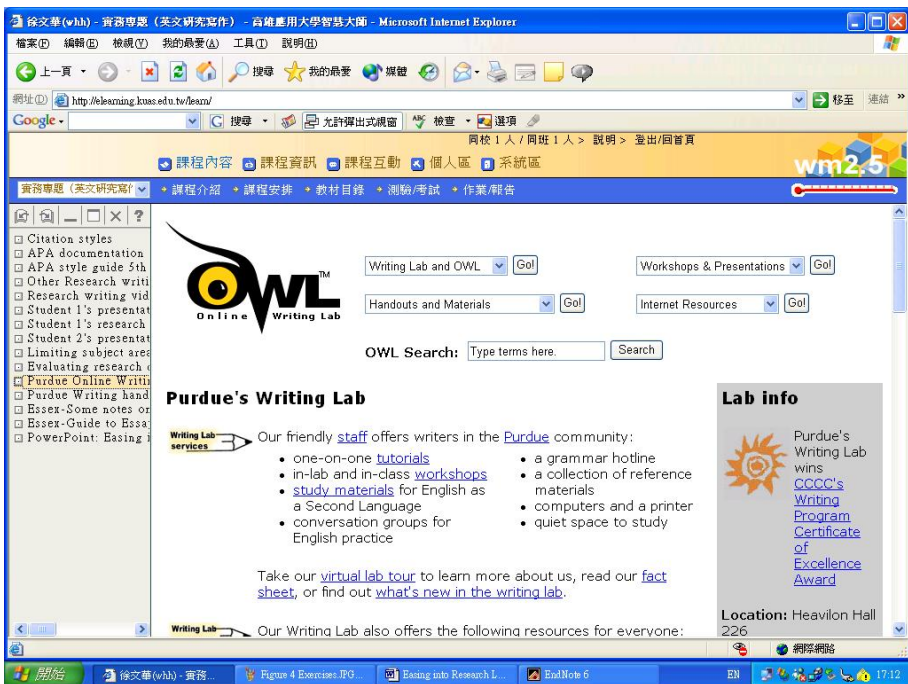 徐文華(whh) - 實務專題（英文研究寫作） - 高雄應用大學智慧大師 - Microsoft Internet Explorer
檔案(F) 編輯(E) 檢視(V) 我的最愛(A) 工具(T) 說明(H)
上一頁 搜尋 我的最愛 媒體
網址(D) http://elearning.kuas.edu.tw/learn/ 移至 連結 »
Google 搜尋 允許彈出式視窗 檢查 選項
同校 1 人 / 同班 1 人 > 說明 > 登出/回首頁
課程內容 課程資訊 課程互動 個人區 系統區 wm2.5
實務專題（英文研究寫作 課程介紹 課程安排 教材目錄 測驗/考試 作業/報告
Citation styles
APA documentation
APA style guide 5th
Other Research writi
Research writing vid
Student 1's presentat
Student 1's research
Student 2's presentat
Limiting subject area
Evaluating research
Purdue Online Writin
Purdue Writing hand
Essex-Some notes on
Essex-Guide to Essa
PowerPoint: Easing i
OWL TM
Online Writing Lab
Writing Lab and OWL Go! Workshops & Presentations Go!
Handouts and Materials Go! Internet Resources Go!
OWL Search: Type terms here. Search
Purdue's Writing Lab
Writing Lab services
Our friendly staff offers writers in the Purdue community:
• one-on-one tutorials
• in-lab and in-class workshops
• study materials for English as
a Second Language
• conversation groups for
English practice
• a grammar hotline
• a collection of reference
materials
• computers and a printer
• quiet space to study
Take our virtual lab tour to learn more about us, read our fact
sheet, or find out what's new in the writing lab.
Writing Lab
Our Writing Lab also offers the following resources for everyone:
Lab info
Purdue's
Writing Lab
wins
CCCC's
Writing
Program
Certificate
of
Excellence
Award
Location: Heavilon Hall
226
網際網路
開始 徐文華(whh) - 實務... Figure 4 Exercises.JPG... Easing into Research L... EndNote 6 EN 17:12